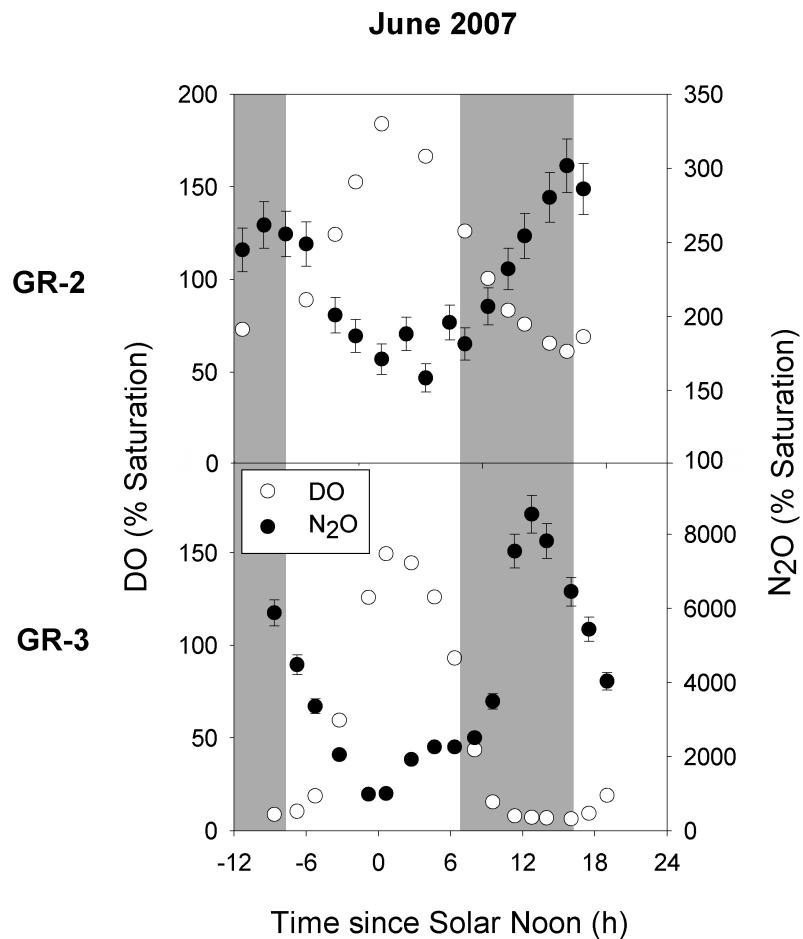 June 2007
200
150
100
50
0
350
300
250
200
150
100
GR-2
DO (% Saturation)
N2O (% Saturation)
DO
N2O
GR-3
150
100
50
0
8000
6000
4000
2000
0
-12 -6 0 6 12 18 24
Time since Solar Noon (h)